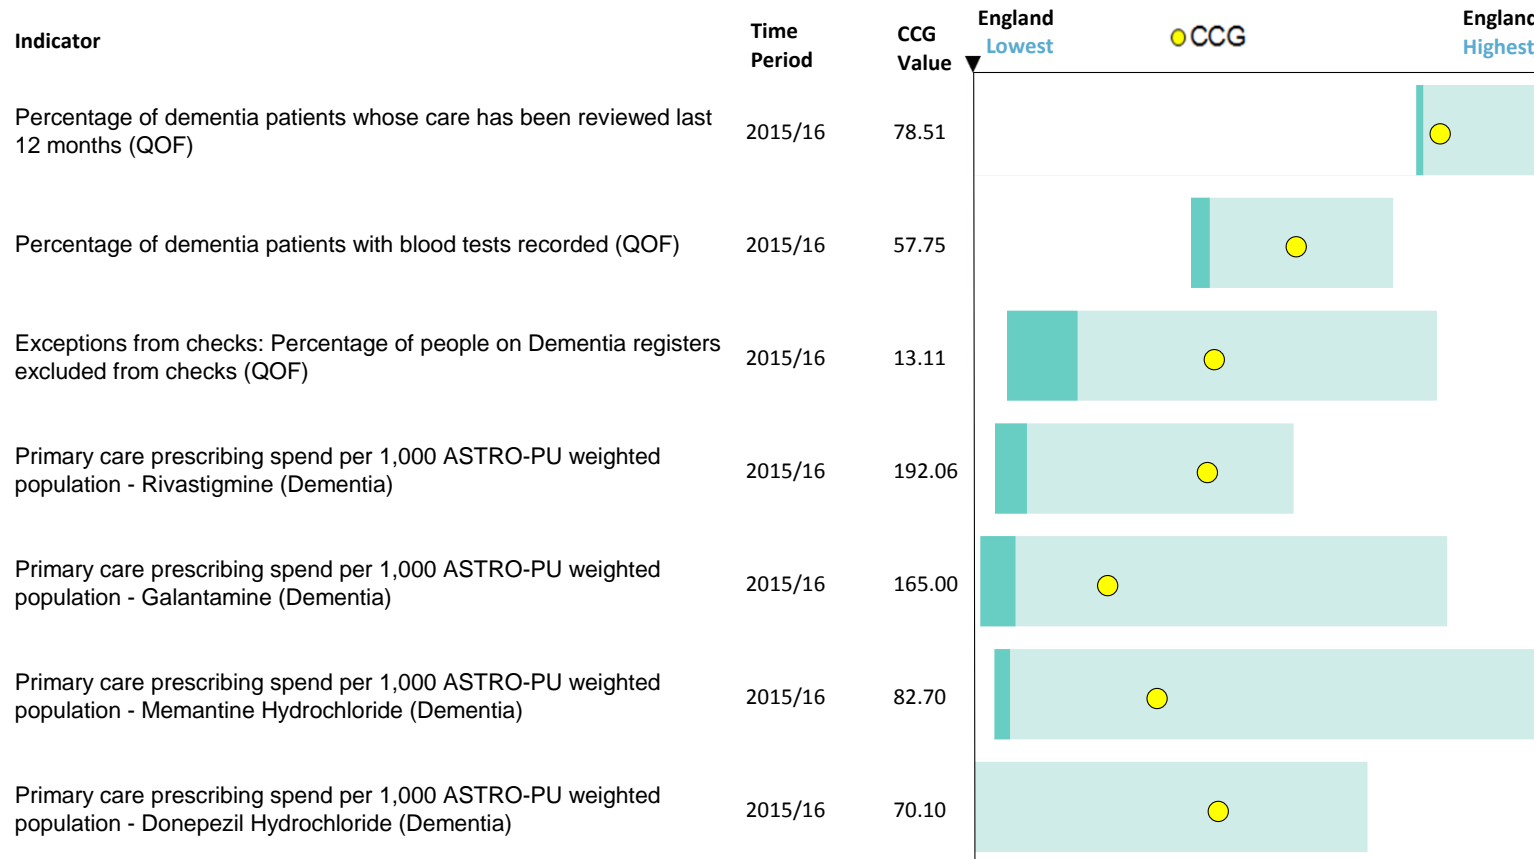 Indicator
Time Period
CCG Value
England Lowest
CCG
England Highest
Percentage of dementia patients whose care has been reviewed last
12 months (QOF)
2015/16
78.51
Percentage of dementia patients with blood tests recorded (QOF)
2015/16
57.75
Exceptions from checks: Percentage of people on Dementia registers
excluded from checks (QOF)
2015/16
13.11
Primary care prescribing spend per 1,000 ASTRO-PU weighted
population - Rivastigmine (Dementia)
2015/16
192.06
Primary care prescribing spend per 1,000 ASTRO-PU weighted
population - Galantamine (Dementia)
2015/16
165.00
Primary care prescribing spend per 1,000 ASTRO-PU weighted
population - Memantine Hydrochloride (Dementia)
2015/16
82.70
Primary care prescribing spend per 1,000 ASTRO-PU weighted
population - Donepezil Hydrochloride (Dementia)
2015/16
70.10